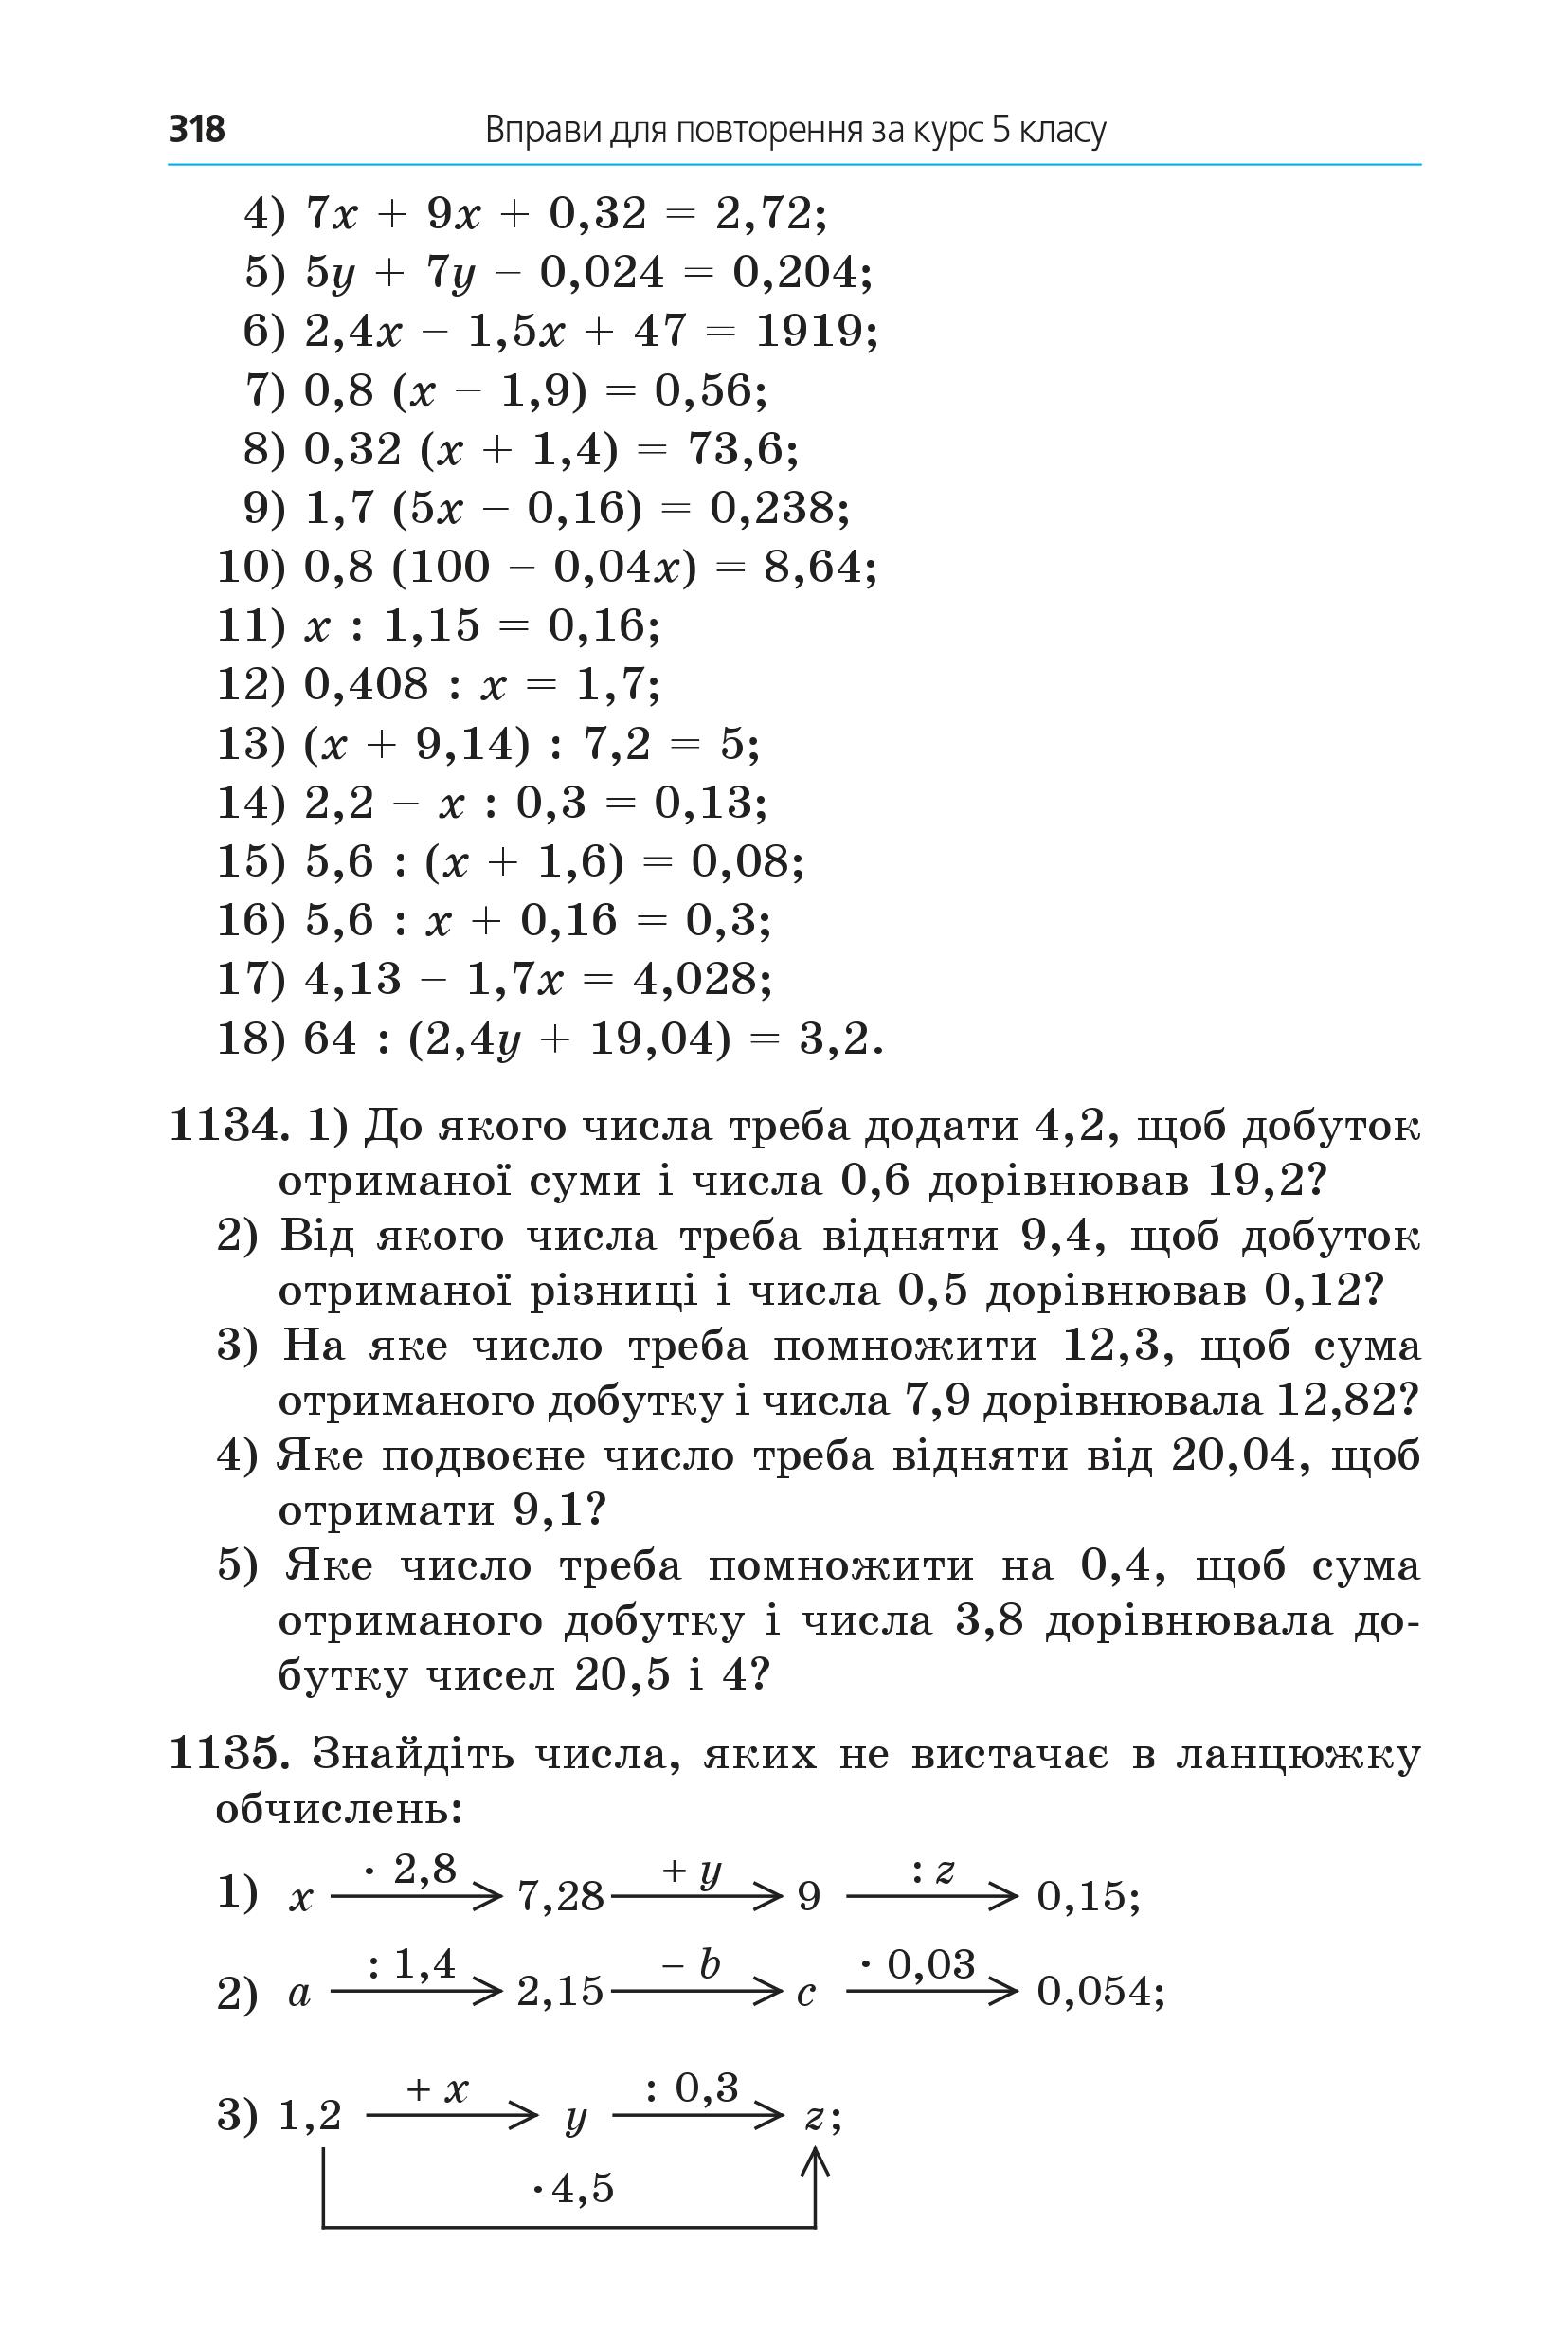 318 Вправи для повторення за курс 5 класу
4) 7x + 9x + 0,32 = 2,72;
5) 5y + 7y – 0,024 = 0,204;
6) 2,4x – 1,5x + 47 = 1919;
7) 0,8 (x – 1,9) = 0,56;
8) 0,32 (x + 1,4) = 73,6;
9) 1,7 (5x – 0,16) = 0,238;
10) 0,8 (100 – 0,04x) = 8,64;
11) x : 1,15 = 0,16;
12) 0,408 : x = 1,7;
13) (x + 9,14) : 7,2 = 5;
14) 2,2 – x : 0,3 = 0,13;
15) 5,6 : (x + 1,6) = 0,08;
16) 5,6 : x + 0,16 = 0,3;
17) 4,13 – 1,7x = 4,028;
18) 64 : (2,4y + 19,04) = 3,2.
1134. 1) До якого числа треба додати 4,2, щоб добуток
отриманої суми і числа 0,6 дорівнював 19,2?
2) Від якого числа треба відняти 9,4, щоб добуток
отриманої різниці і числа 0,5 дорівнював 0,12?
3) На яке число треба помножити 12,3, щоб сума
отриманого добутку і числа 7,9 дорівнювала 12,82?
4) Яке подвоєне число треба відняти від 20,04, щоб
отримати 9,1?
5) Яке число треба помножити на 0,4, щоб сума
отриманого добутку і числа 3,8 дорівнювала до-
бутку чисел 20,5 і 4?
1135. Знайдіть числа, яких не вистачає в ланцюжку
обчислень:
· 2,8 + y : z
1) x 7,28 9 0,15;
: 1,4 – b · 0,03
2) a 2,15 c 0,054;
+ x : 0,3
3) 1,2 y z;
· 4,5